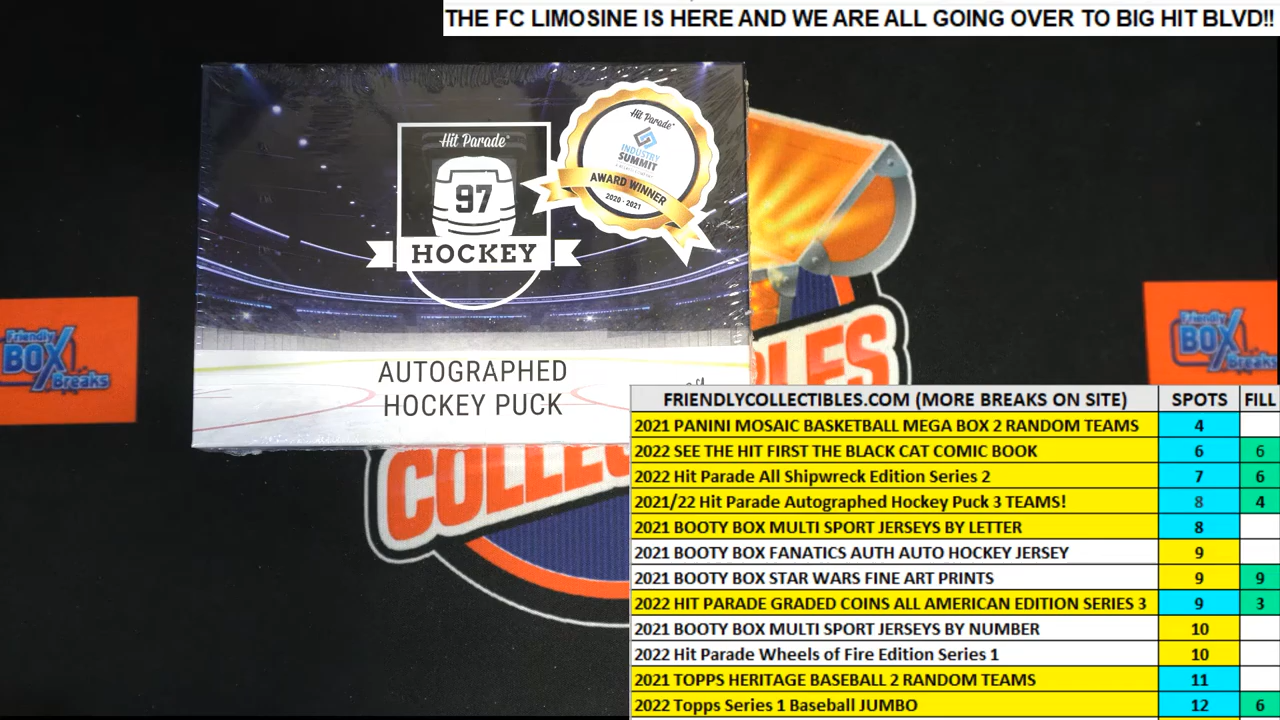 THE FC LIMOSINE IS HERE AND WE ARE ALL GOING OVER TO BIG HIT BLVD!!
Hit Parade
97
HOCKEY
Hit Parade
INDUSTRY
SUMMIT
AWARD WINNER
2020 - 2021
AUTOGRAPHED
HOCKEY PUCK
Friendly
BOX
Breaks
Friendly
BOX
Breaks
FRIENDLYCOLLECTIBLES.COM (MORE BREAKS ON SITE) SPOTS FILL
2021 PANINI MOSAIC BASKETBALL MEGA BOX 2 RANDOM TEAMS 4
2022 SEE THE HIT FIRST THE BLACK CAT COMIC BOOK 6 6
2022 Hit Parade All Shipwreck Edition Series 2 7 6
2021/22 Hit Parade Autographed Hockey Puck 3 TEAMS! 8 4
2021 BOOTY BOX MULTI SPORT JERSEYS BY LETTER 8
2021 BOOTY BOX FANATICS AUTH AUTO HOCKEY JERSEY 9
2021 BOOTY BOX STAR WARS FINE ART PRINTS 9 9
2022 HIT PARADE GRADED COINS ALL AMERICAN EDITION SERIES 3 9 3
2021 BOOTY BOX MULTI SPORT JERSEYS BY NUMBER 10
2022 Hit Parade Wheels of Fire Edition Series 1 10
2021 TOPPS HERITAGE BASEBALL 2 RANDOM TEAMS 11
2022 Topps Series 1 Baseball JUMBO 12 6